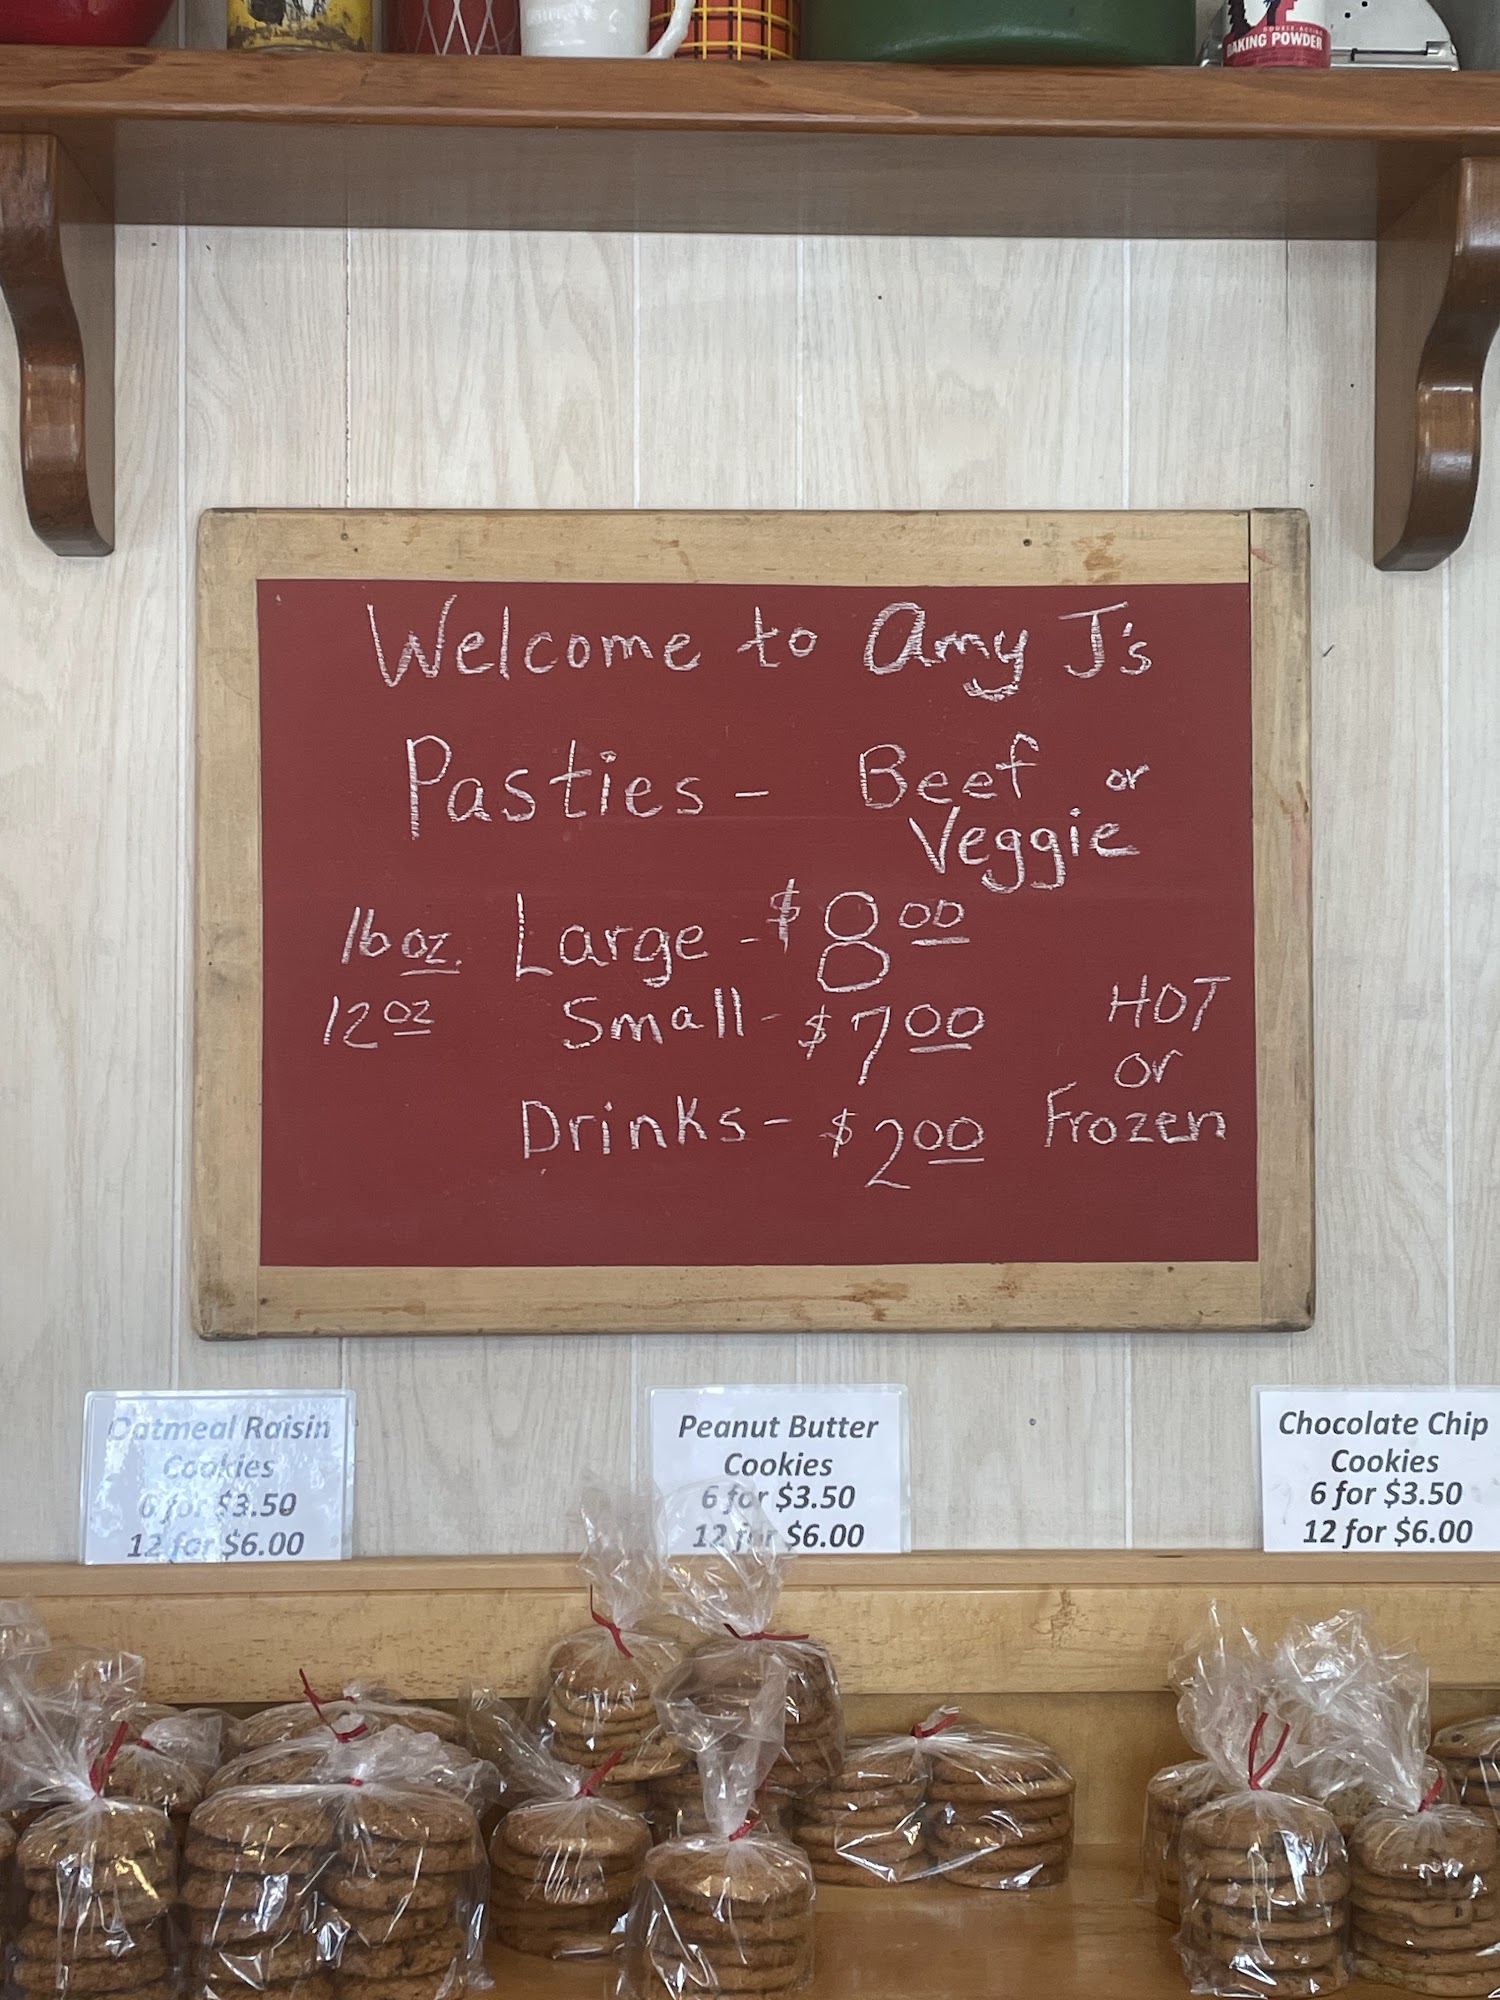 DOUBLE-ACTING
BAKING POWDER
Welcome to Amy J's
Pasties - Beef or
Veggie
16 oz. Large - $8.00
12 oz Small - $7.00
HOT
or
Drinks - $2.00 Frozen
Oatmeal Raisin
Cookies
6 for $3.50
12 for $6.00
Peanut Butter
Cookies
6 for $3.50
12 for $6.00
Chocolate Chip
Cookies
6 for $3.50
12 for $6.00